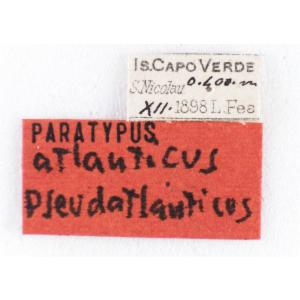 Is. CAPO VERDE
S. Nicolau 0.400.m
XII. 1898 L. Fea
PARATYPUS
atlanticus
pseudatlanticus